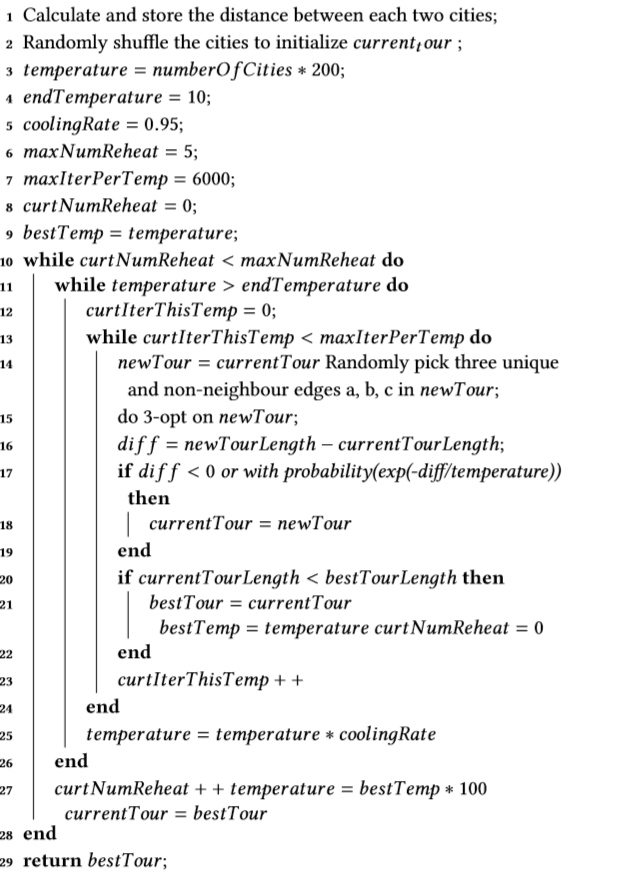 1 Calculate and store the distance between each two cities;
2 Randomly shuffle the cities to initialize current_tour ;
3 temperature = numberOfCities * 200;
4 endTemperature = 10;
5 coolingRate = 0.95;
6 maxNumReheat = 5;
7 maxIterPerTemp = 6000;
8 curtNumReheat = 0;
9 bestTemp = temperature;
10 while curtNumReheat < maxNumReheat do
11 while temperature > endTemperature do
12 curtIterThisTemp = 0;
13 while curtIterThisTemp < maxIterPerTemp do
14 newTour = currentTour Randomly pick three unique
and non-neighbour edges a, b, c in newTour;
15 do 3-opt on newTour;
16 diff = newTourLength − currentTourLength;
17 if diff < 0 or with probability(exp(-diff/temperature))
then
18 currentTour = newTour
19 end
20 if currentTourLength < bestTourLength then
21 bestTour = currentTour
bestTemp = temperature curtNumReheat = 0
22 end
23 curtIterThisTemp + +
24 end
25 temperature = temperature * coolingRate
26 end
27 curtNumReheat + + temperature = bestTemp * 100
currentTour = bestTour
28 end
29 return bestTour;